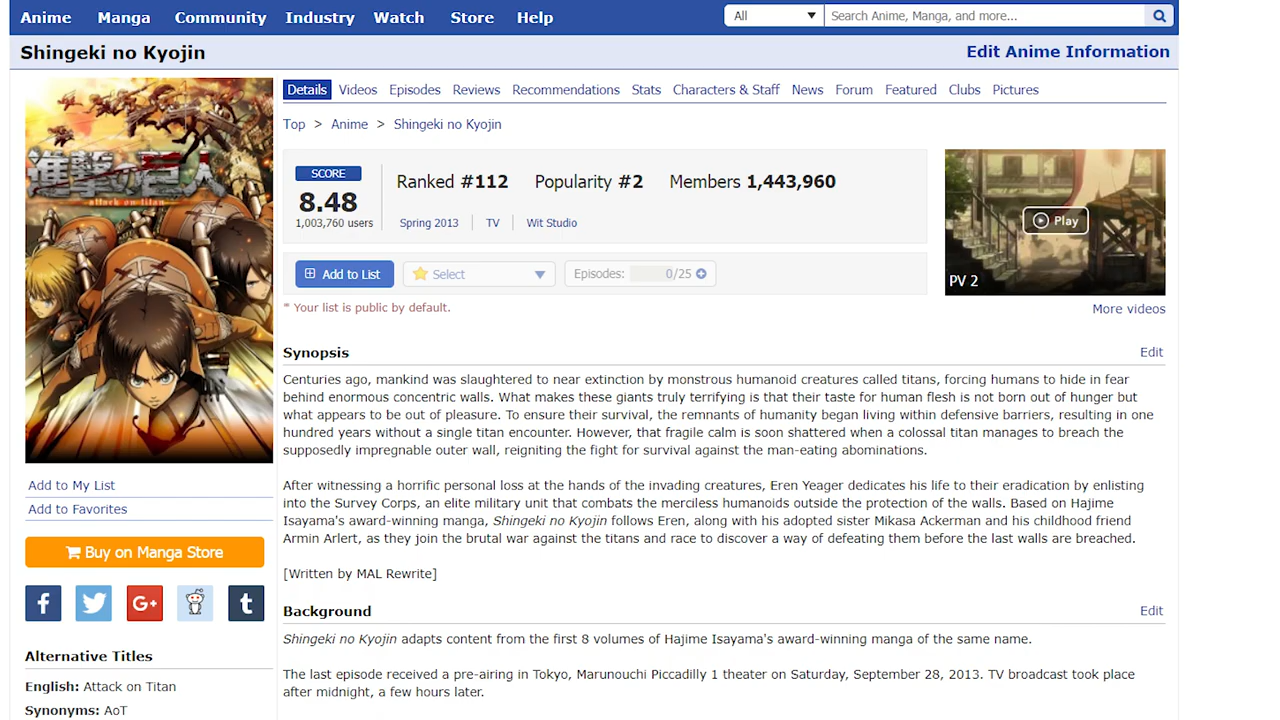 Anime Manga Community Industry Watch Store Help All Search Anime, Manga, and more...
Shingeki no Kyojin Edit Anime Information
Details Videos Episodes Reviews Recommendations Stats Characters & Staff News Forum Featured Clubs Pictures
Top > Anime > Shingeki no Kyojin
進撃の巨人
attack on titan
SCORE
8.48
1,003,760 users
Ranked #112 Popularity #2 Members 1,443,960
Spring 2013 TV Wit Studio
Play
PV 2
Add to List Select Episodes: 0/25
* Your list is public by default.
More videos
Synopsis Edit
Centuries ago, mankind was slaughtered to near extinction by monstrous humanoid creatures called titans, forcing humans to hide in fear
behind enormous concentric walls. What makes these giants truly terrifying is that their taste for human flesh is not born out of hunger but
what appears to be out of pleasure. To ensure their survival, the remnants of humanity began living within defensive barriers, resulting in one
hundred years without a single titan encounter. However, that fragile calm is soon shattered when a colossal titan manages to breach the
supposedly impregnable outer wall, reigniting the fight for survival against the man-eating abominations.
After witnessing a horrific personal loss at the hands of the invading creatures, Eren Yeager dedicates his life to their eradication by enlisting
into the Survey Corps, an elite military unit that combats the merciless humanoids outside the protection of the walls. Based on Hajime
Isayama's award-winning manga, Shingeki no Kyojin follows Eren, along with his adopted sister Mikasa Ackerman and his childhood friend
Armin Arlert, as they join the brutal war against the titans and race to discover a way of defeating them before the last walls are breached.
[Written by MAL Rewrite]
Background Edit
Shingeki no Kyojin adapts content from the first 8 volumes of Hajime Isayama's award-winning manga of the same name.
The last episode received a pre-airing in Tokyo, Marunouchi Piccadilly 1 theater on Saturday, September 28, 2013. TV broadcast took place
after midnight, a few hours later.
Add to My List
Add to Favorites
Buy on Manga Store
f G+ t
Alternative Titles
English: Attack on Titan
Synonyms: AoT